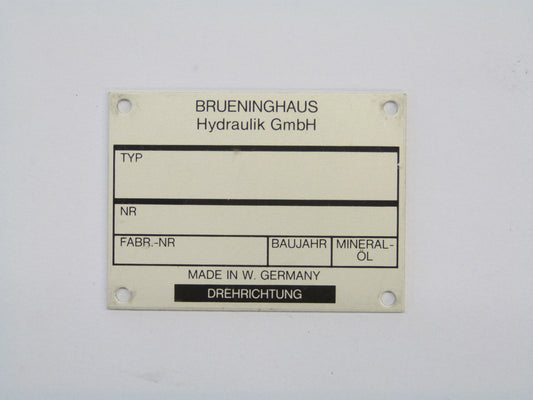 BRUENINGHAUS
Hydraulik GmbH
TYP
NR
FABR.-NR
BAUJAHR
MINERAL-
ÖL
MADE IN W. GERMANY
DREHRICHTUNG